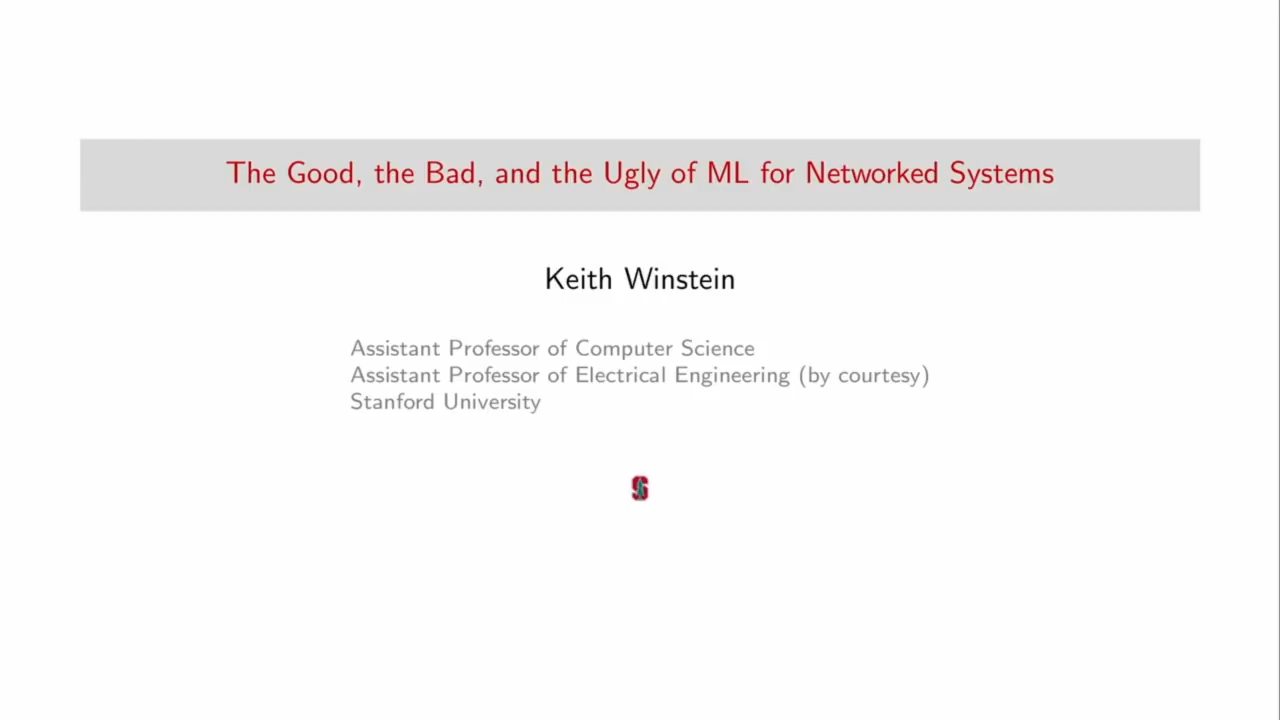 The Good, the Bad, and the Ugly of ML for Networked Systems
Keith Winstein
Assistant Professor of Computer Science
Assistant Professor of Electrical Engineering (by courtesy)
Stanford University
S